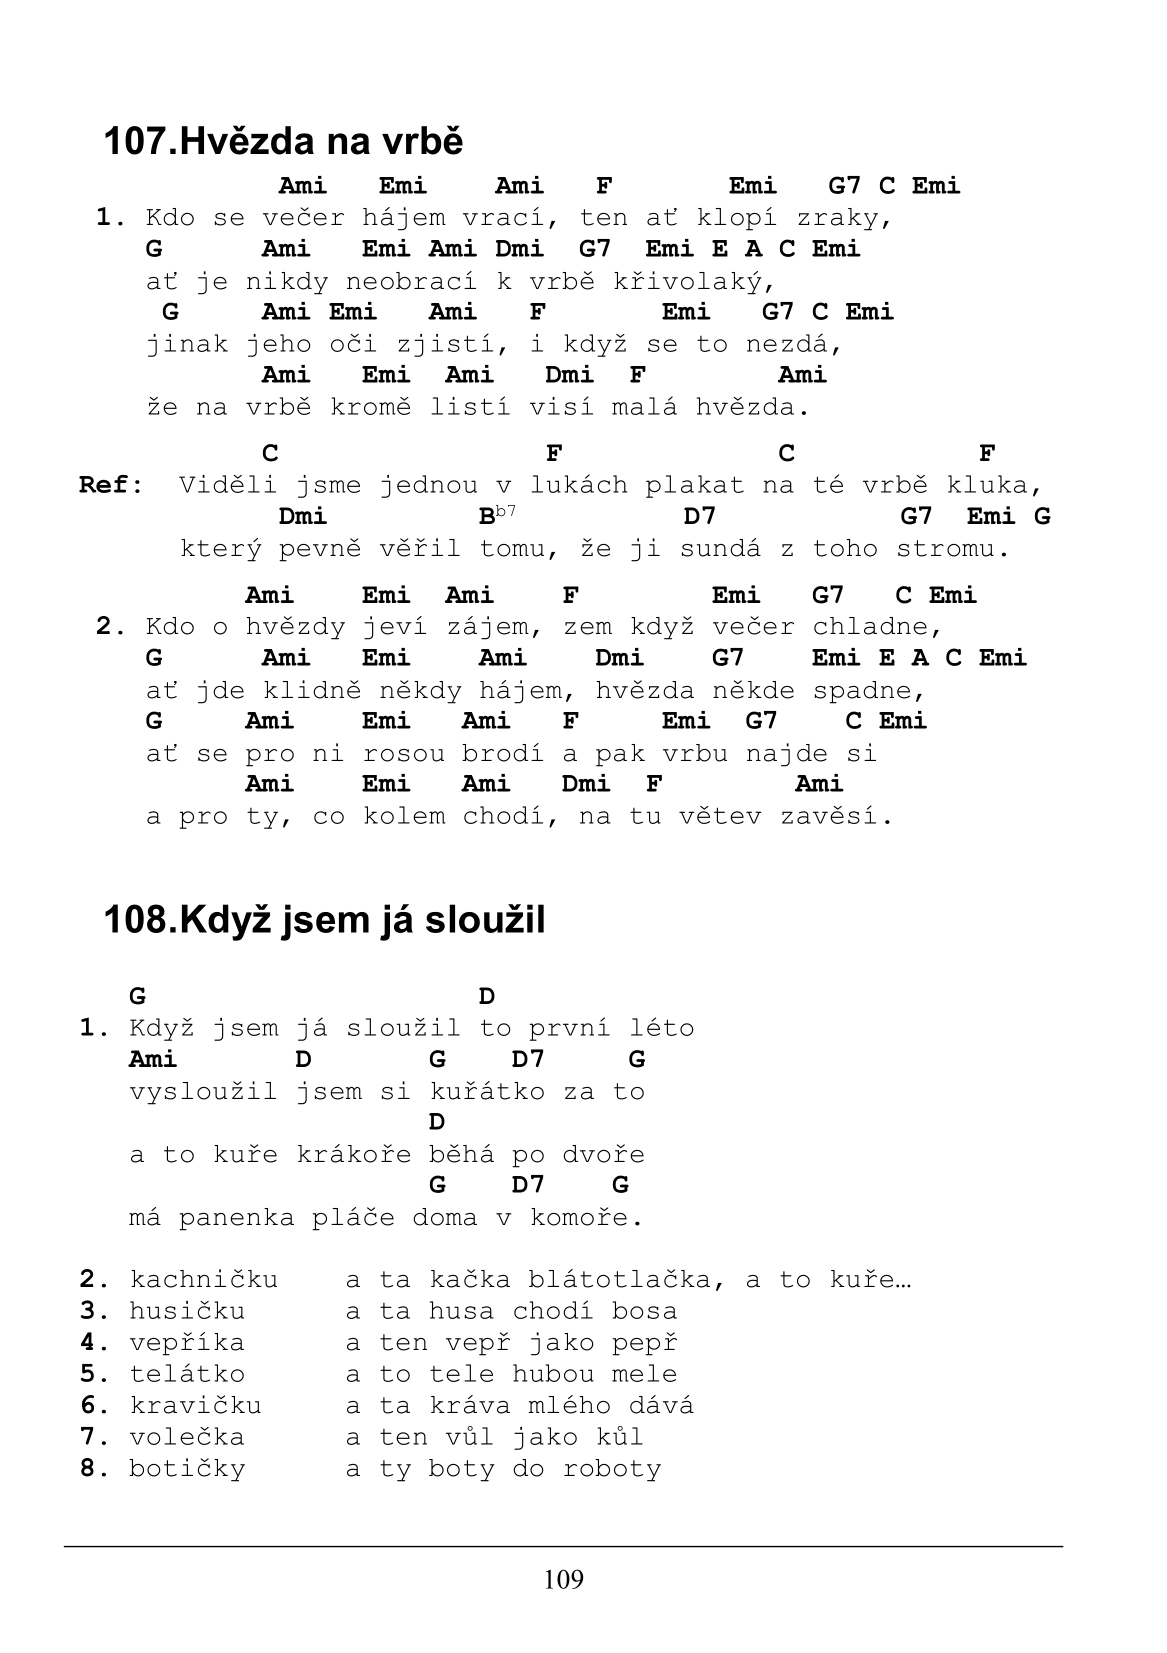 107.Hvězda na vrbě
Ami Emi Ami F Emi G7 C Emi
1. Kdo se večer hájem vrací, ten ať klopí zraky,
G Ami Emi Ami Dmi G7 Emi E A C Emi
ať je nikdy neobrací k vrbě křivolaký,
G Ami Emi Ami F Emi G7 C Emi
jinak jeho oči zjistí, i když se to nezdá,
Ami Emi Ami Dmi F Ami
že na vrbě kromě listí visí malá hvězda.
C F C F
Ref: Viděli jsme jednou v lukách plakat na té vrbě kluka,
Dmi Bb7 D7 G7 Emi G
který pevně věřil tomu, že ji sundá z toho stromu.
Ami Emi Ami F Emi G7 C Emi
2. Kdo o hvězdy jeví zájem, zem když večer chladne,
G Ami Emi Ami Dmi G7 Emi E A C Emi
ať jde klidně někdy hájem, hvězda někde spadne,
G Ami Emi Ami F Emi G7 C Emi
ať se pro ni rosou brodí a pak vrbu najde si
Ami Emi Ami Dmi F Ami
a pro ty, co kolem chodí, na tu větev zavěsí.
108.Když jsem já sloužil
G D
1. Když jsem já sloužil to první léto
Ami D G D7 G
vysloužil jsem si kuřátko za to
D
a to kuře krákoře běhá po dvoře
G D7 G
má panenka pláče doma v komoře.
2. kachničku a ta kačka blátotlačka, a to kuře…
3. husičku a ta husa chodí bosa
4. vepříka a ten vepř jako pepř
5. telátko a to tele hubou mele
6. kravičku a ta kráva mlého dává
7. volečka a ten vůl jako kůl
8. botičky a ty boty do roboty
109